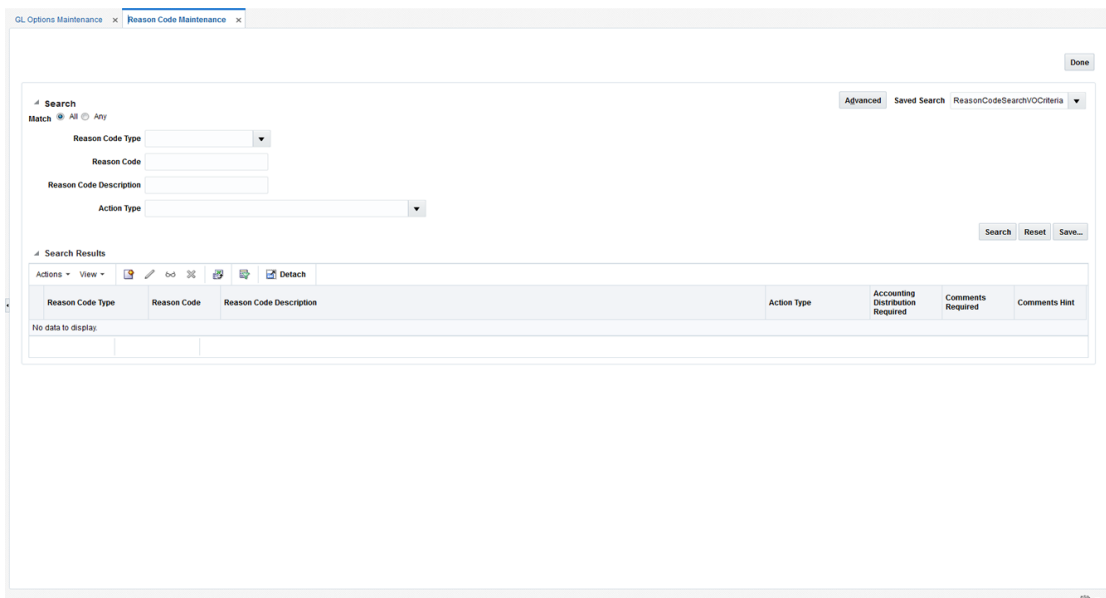 GL Options Maintenance × Reason Code Maintenance ×
Done
Search
Advanced Saved Search ReasonCodeSearchVOCriteria
Match All Any
Reason Code Type
Reason Code
Reason Code Description
Action Type
Search Reset Save...
Search Results
Actions View Detach
Reason Code Type Reason Code Reason Code Description Action Type Accounting Distribution Required Comments Required Comments Hint
No data to display.